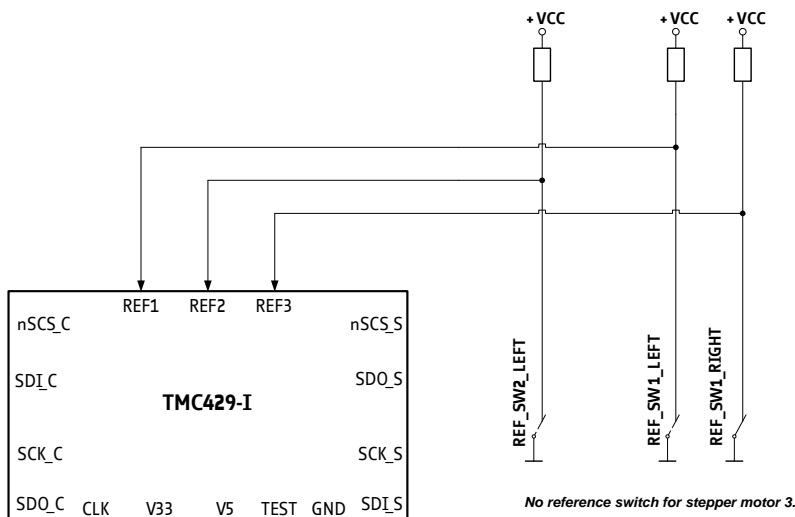 + VCC
+ VCC
+ VCC
REF1
REF2
REF3
nSCS_C
nSCS_S
SDI_C
SDO_S
TMC429-I
SCK_C
SCK_S
SDO_C
CLK
V33
V5
TEST
GND
SDI_S
REF_SW2_LEFT
REF_SW1_LEFT
REF_SW1_RIGHT
No reference switch for stepper motor 3.